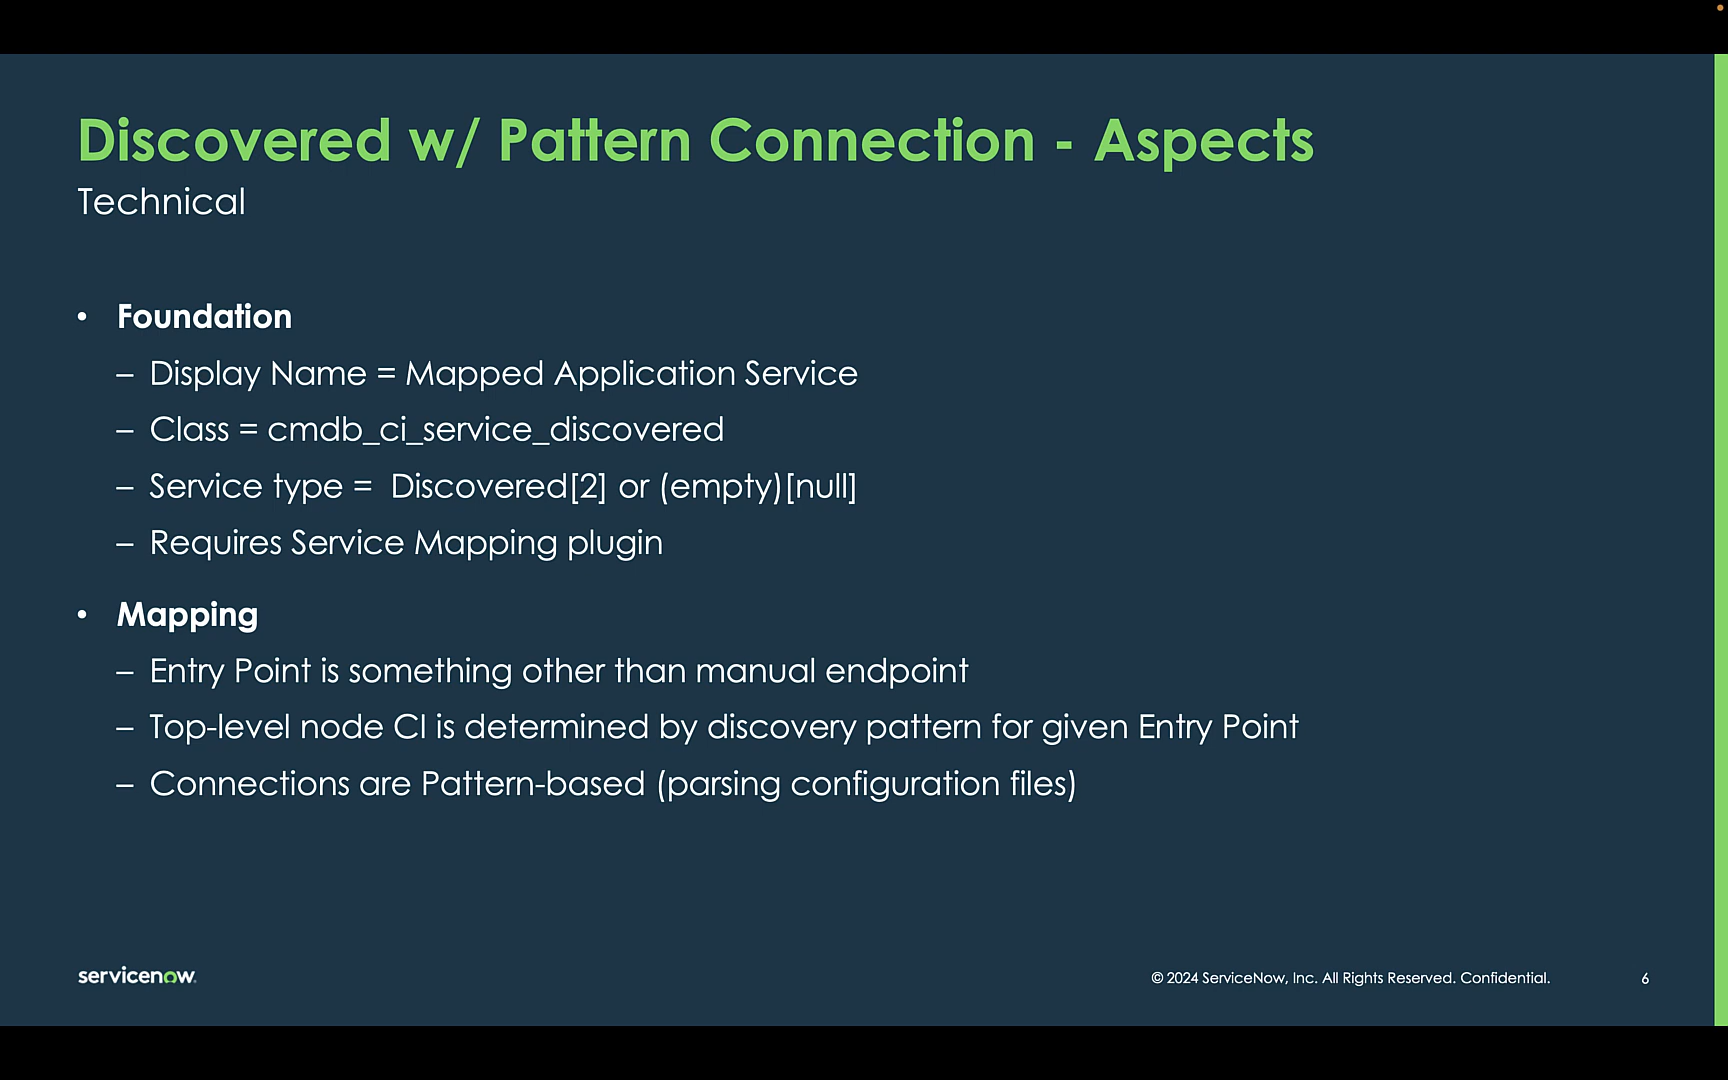 Discovered w/ Pattern Connection - Aspects
Technical
• Foundation
– Display Name = Mapped Application Service
– Class = cmdb_ci_service_discovered
– Service type =  Discovered[2] or (empty)[null]
– Requires Service Mapping plugin
• Mapping
– Entry Point is something other than manual endpoint
– Top-level node CI is determined by discovery pattern for given Entry Point
– Connections are Pattern-based (parsing configuration files)
servicenow.
© 2024 ServiceNow, Inc. All Rights Reserved. Confidential.
6